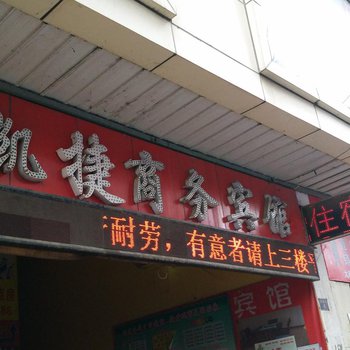 凯捷商务宾馆
耐劳，有意者请上三楼
住宿
宾馆